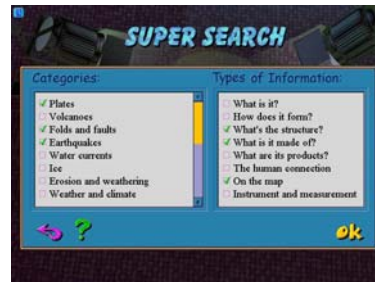 SUPER SEARCH
Categories:
Plates
Volcanoes
Folds and faults
Earthquakes
Water currents
Ice
Erosion and weathering
Weather and climate
Types of Information:
What is it?
How does it form?
What's the structure?
What is it made of?
What are its products?
The human connection
On the map
Instrument and measurement
?
ok